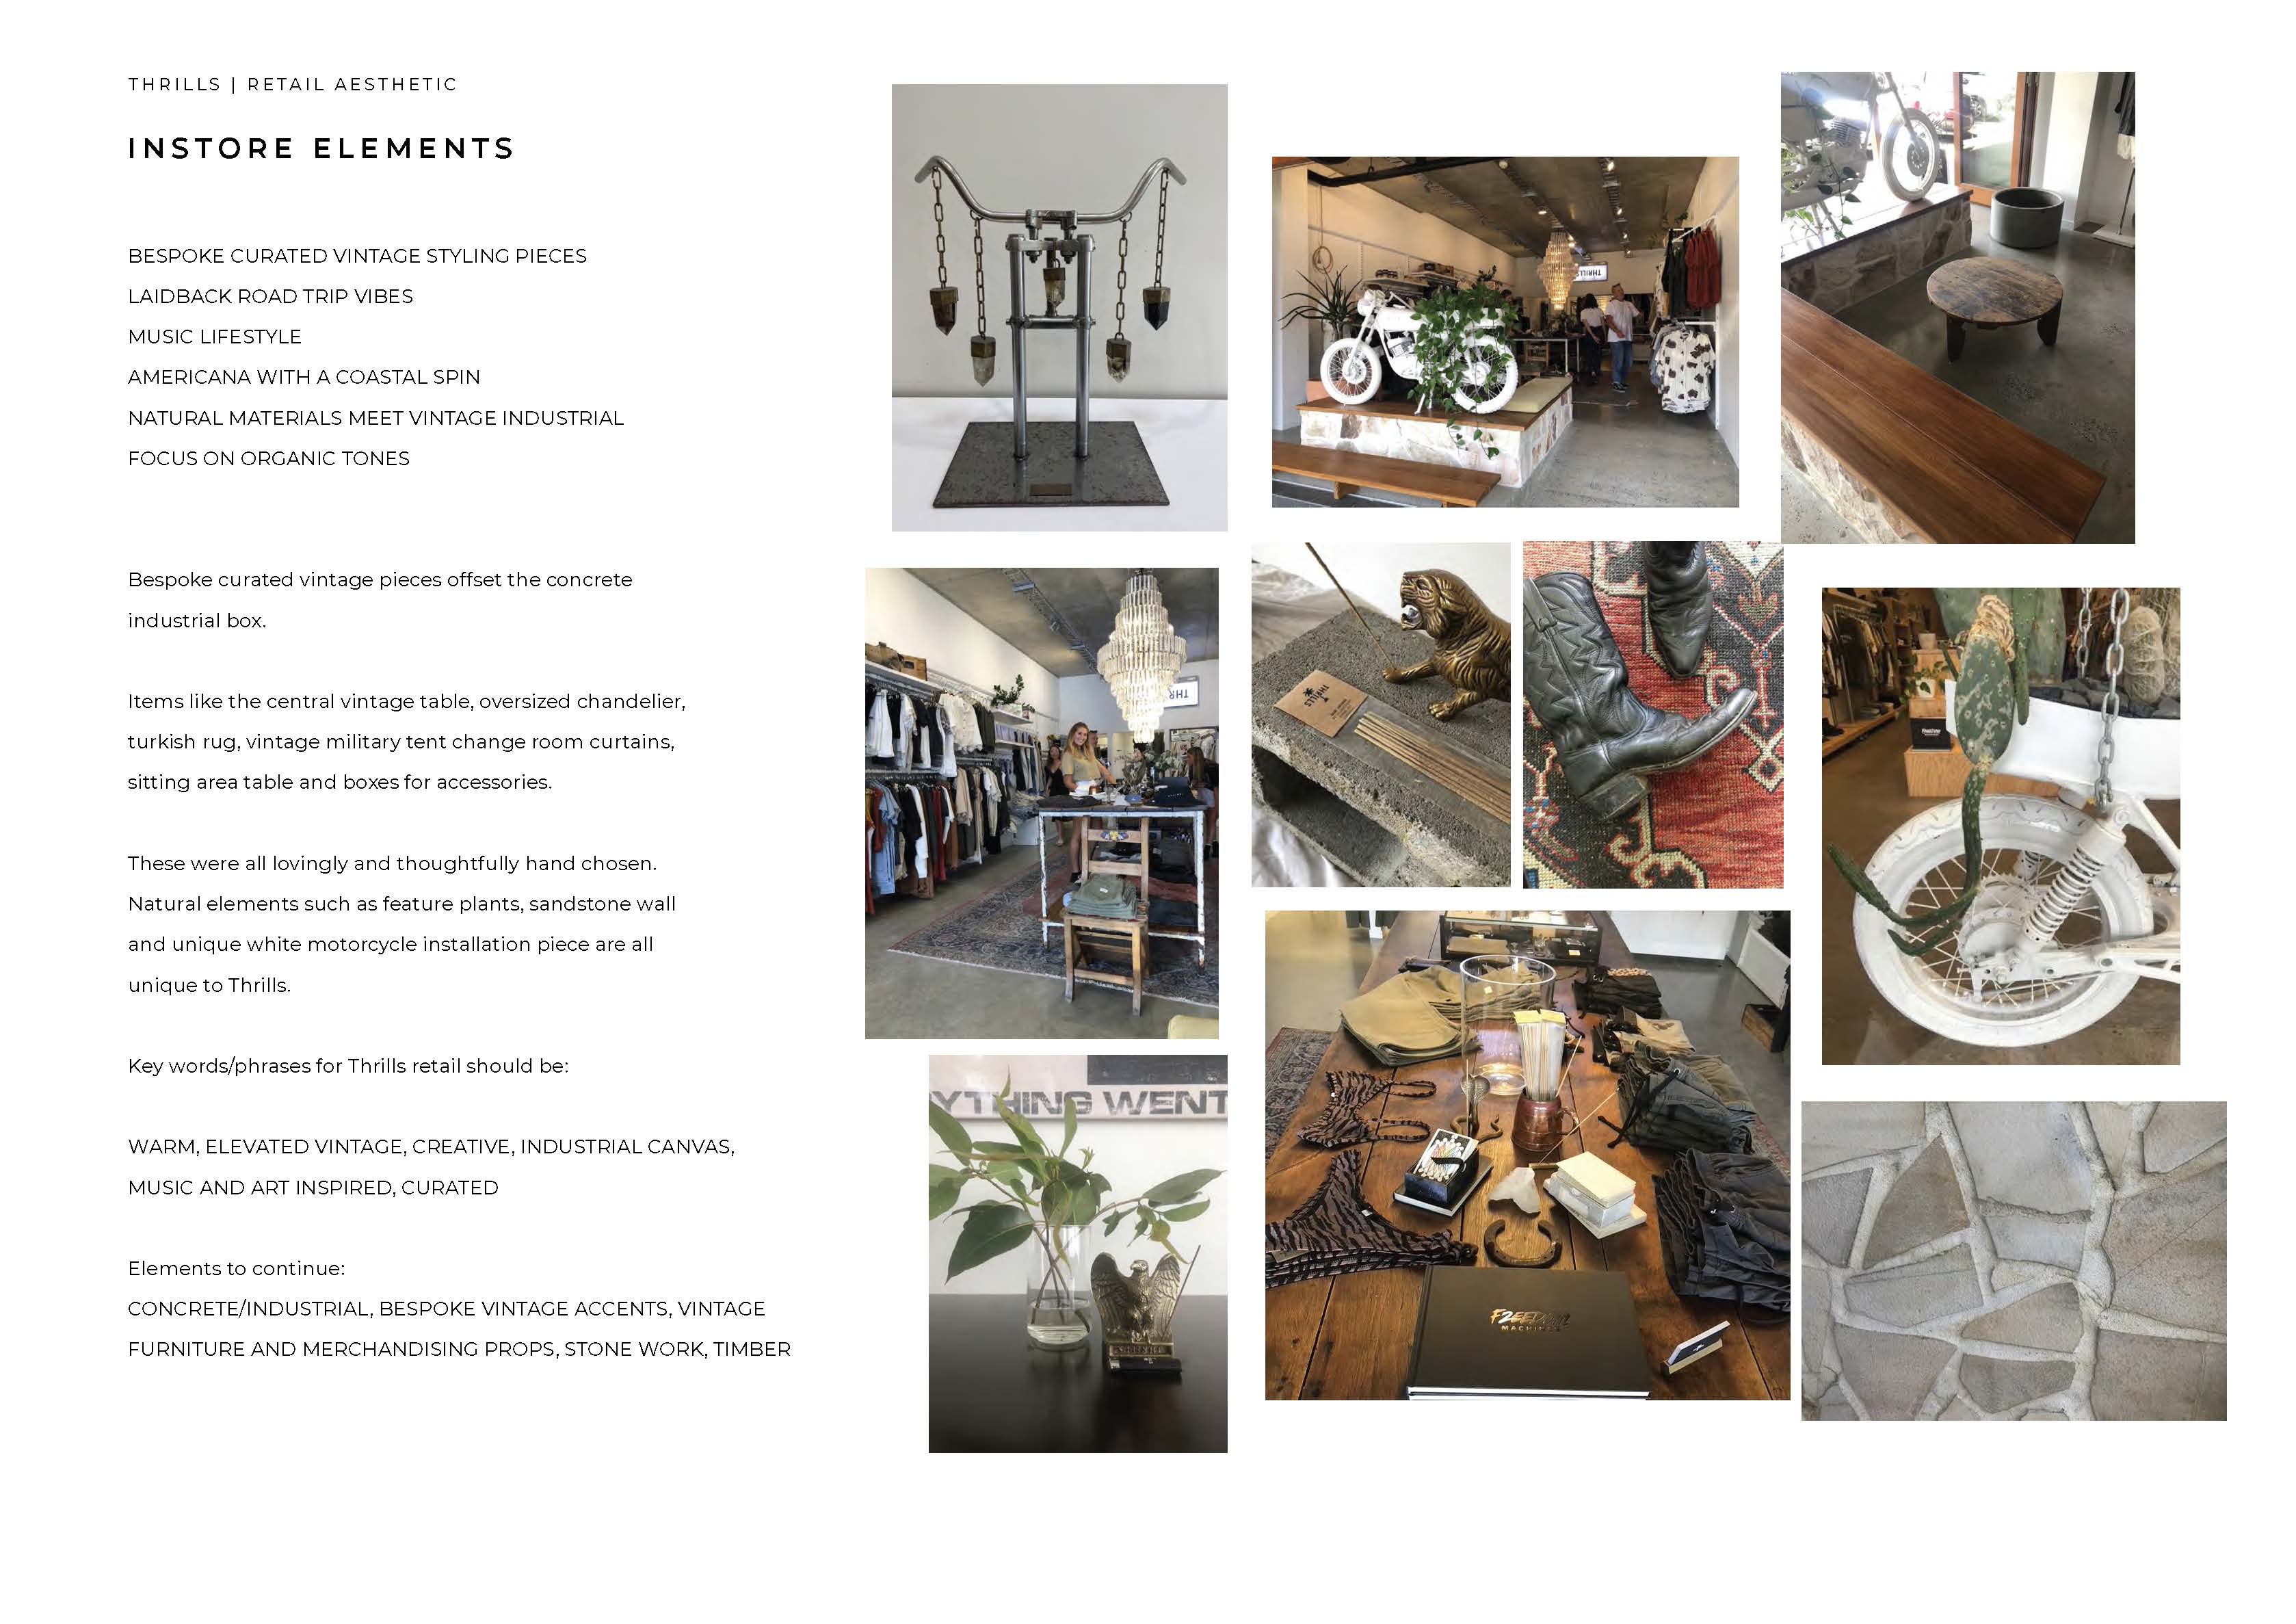 THRILLS | RETAIL AESTHETIC
INSTORE ELEMENTS
BESPOKE CURATED VINTAGE STYLING PIECES
LAIDBACK ROAD TRIP VIBES
MUSIC LIFESTYLE
AMERICANA WITH A COASTAL SPIN
NATURAL MATERIALS MEET VINTAGE INDUSTRIAL
FOCUS ON ORGANIC TONES
Bespoke curated vintage pieces offset the concrete
industrial box.
Items like the central vintage table, oversized chandelier,
turkish rug, vintage military tent change room curtains,
sitting area table and boxes for accessories.
These were all lovingly and thoughtfully hand chosen.
Natural elements such as feature plants, sandstone wall
and unique white motorcycle installation piece are all
unique to Thrills.
Key words/phrases for Thrills retail should be:
WARM, ELEVATED VINTAGE, CREATIVE, INDUSTRIAL CANVAS,
MUSIC AND ART INSPIRED, CURATED
Elements to continue:
CONCRETE/INDUSTRIAL, BESPOKE VINTAGE ACCENTS, VINTAGE
FURNITURE AND MERCHANDISING PROPS, STONE WORK, TIMBER
THRILLS
THR
THRILLS
YTHING WENT
MACHINES